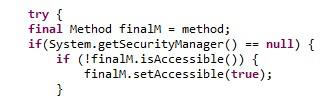 try {
final Method finalM = method;
if(System.getSecurityManager() == null) {
if (!finalM.isAccessible()) {
finalM.setAccessible(true);
}